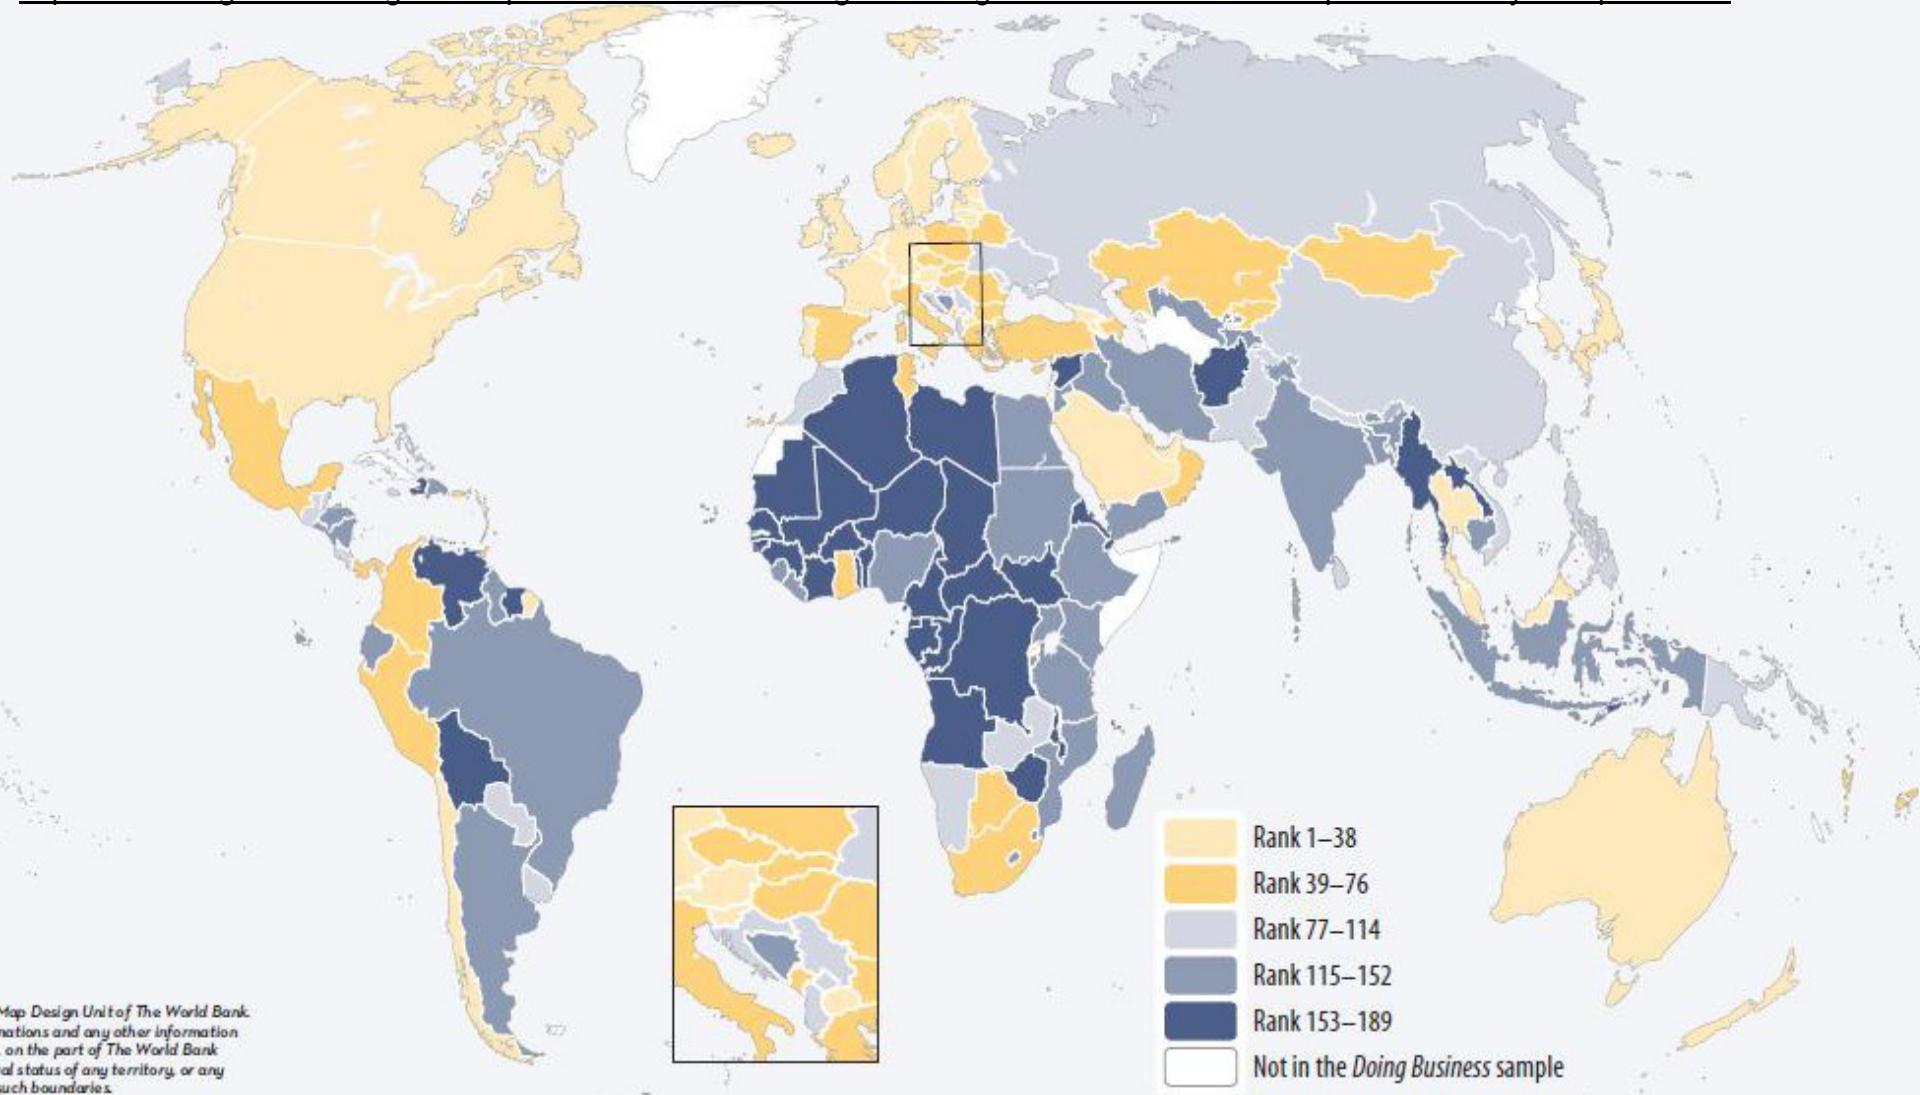 Map Design Unit of The World Bank.
nations and any other information
on the part of The World Bank
al status of any territory, or any
such boundaries.
Rank 1–38
Rank 39–76
Rank 77–114
Rank 115–152
Rank 153–189
Not in the Doing Business sample